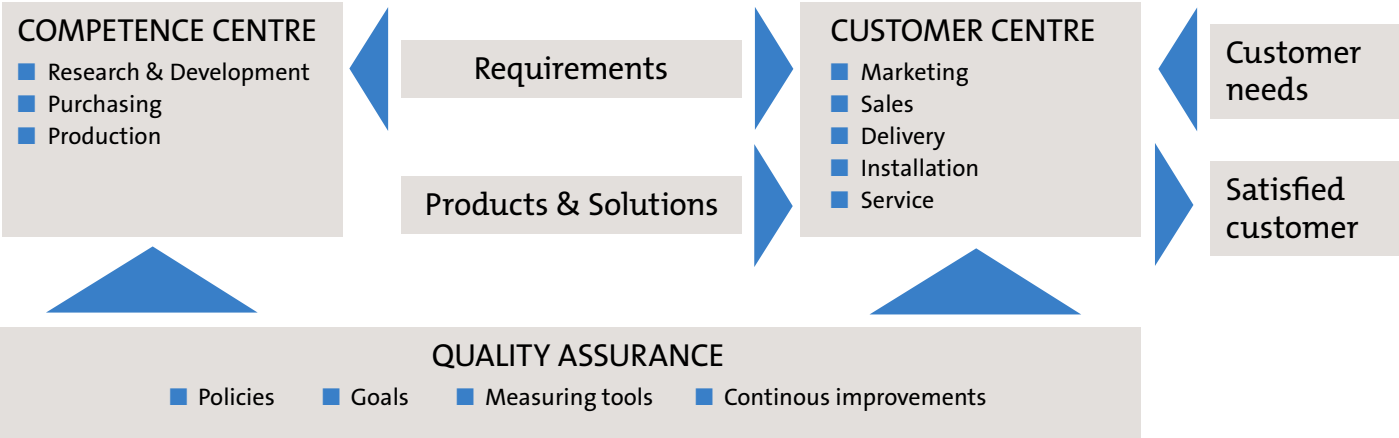 COMPETENCE CENTRE
Research & Development
Purchasing
Production
Requirements
Products & Solutions
CUSTOMER CENTRE
Marketing
Sales
Delivery
Installation
Service
Customer
needs
Satisfied
customer
QUALITY ASSURANCE
Policies Goals Measuring tools Continous improvements